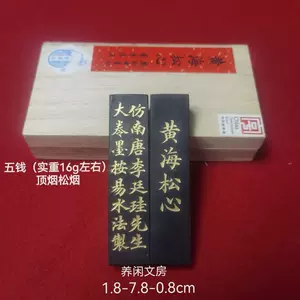 五钱（实重16g左右）
顶烟松烟
仿南唐李廷珪先生
大桼墨按易水法製
黄海松心
养闲文房
1.8-7.8-0.8cm